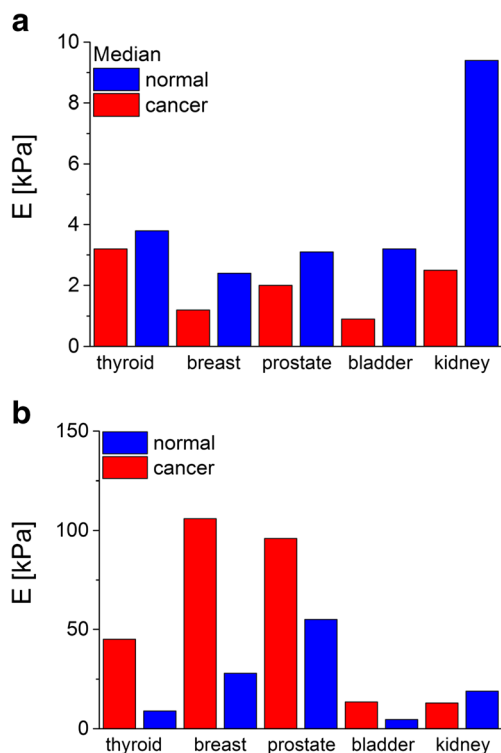 a
10
8
6
4
2
0
E [kPa]
Median
normal
cancer
thyroid breast prostate bladder kidney
b
150
100
50
0
E [kPa]
normal
cancer
thyroid breast prostate bladder kidney